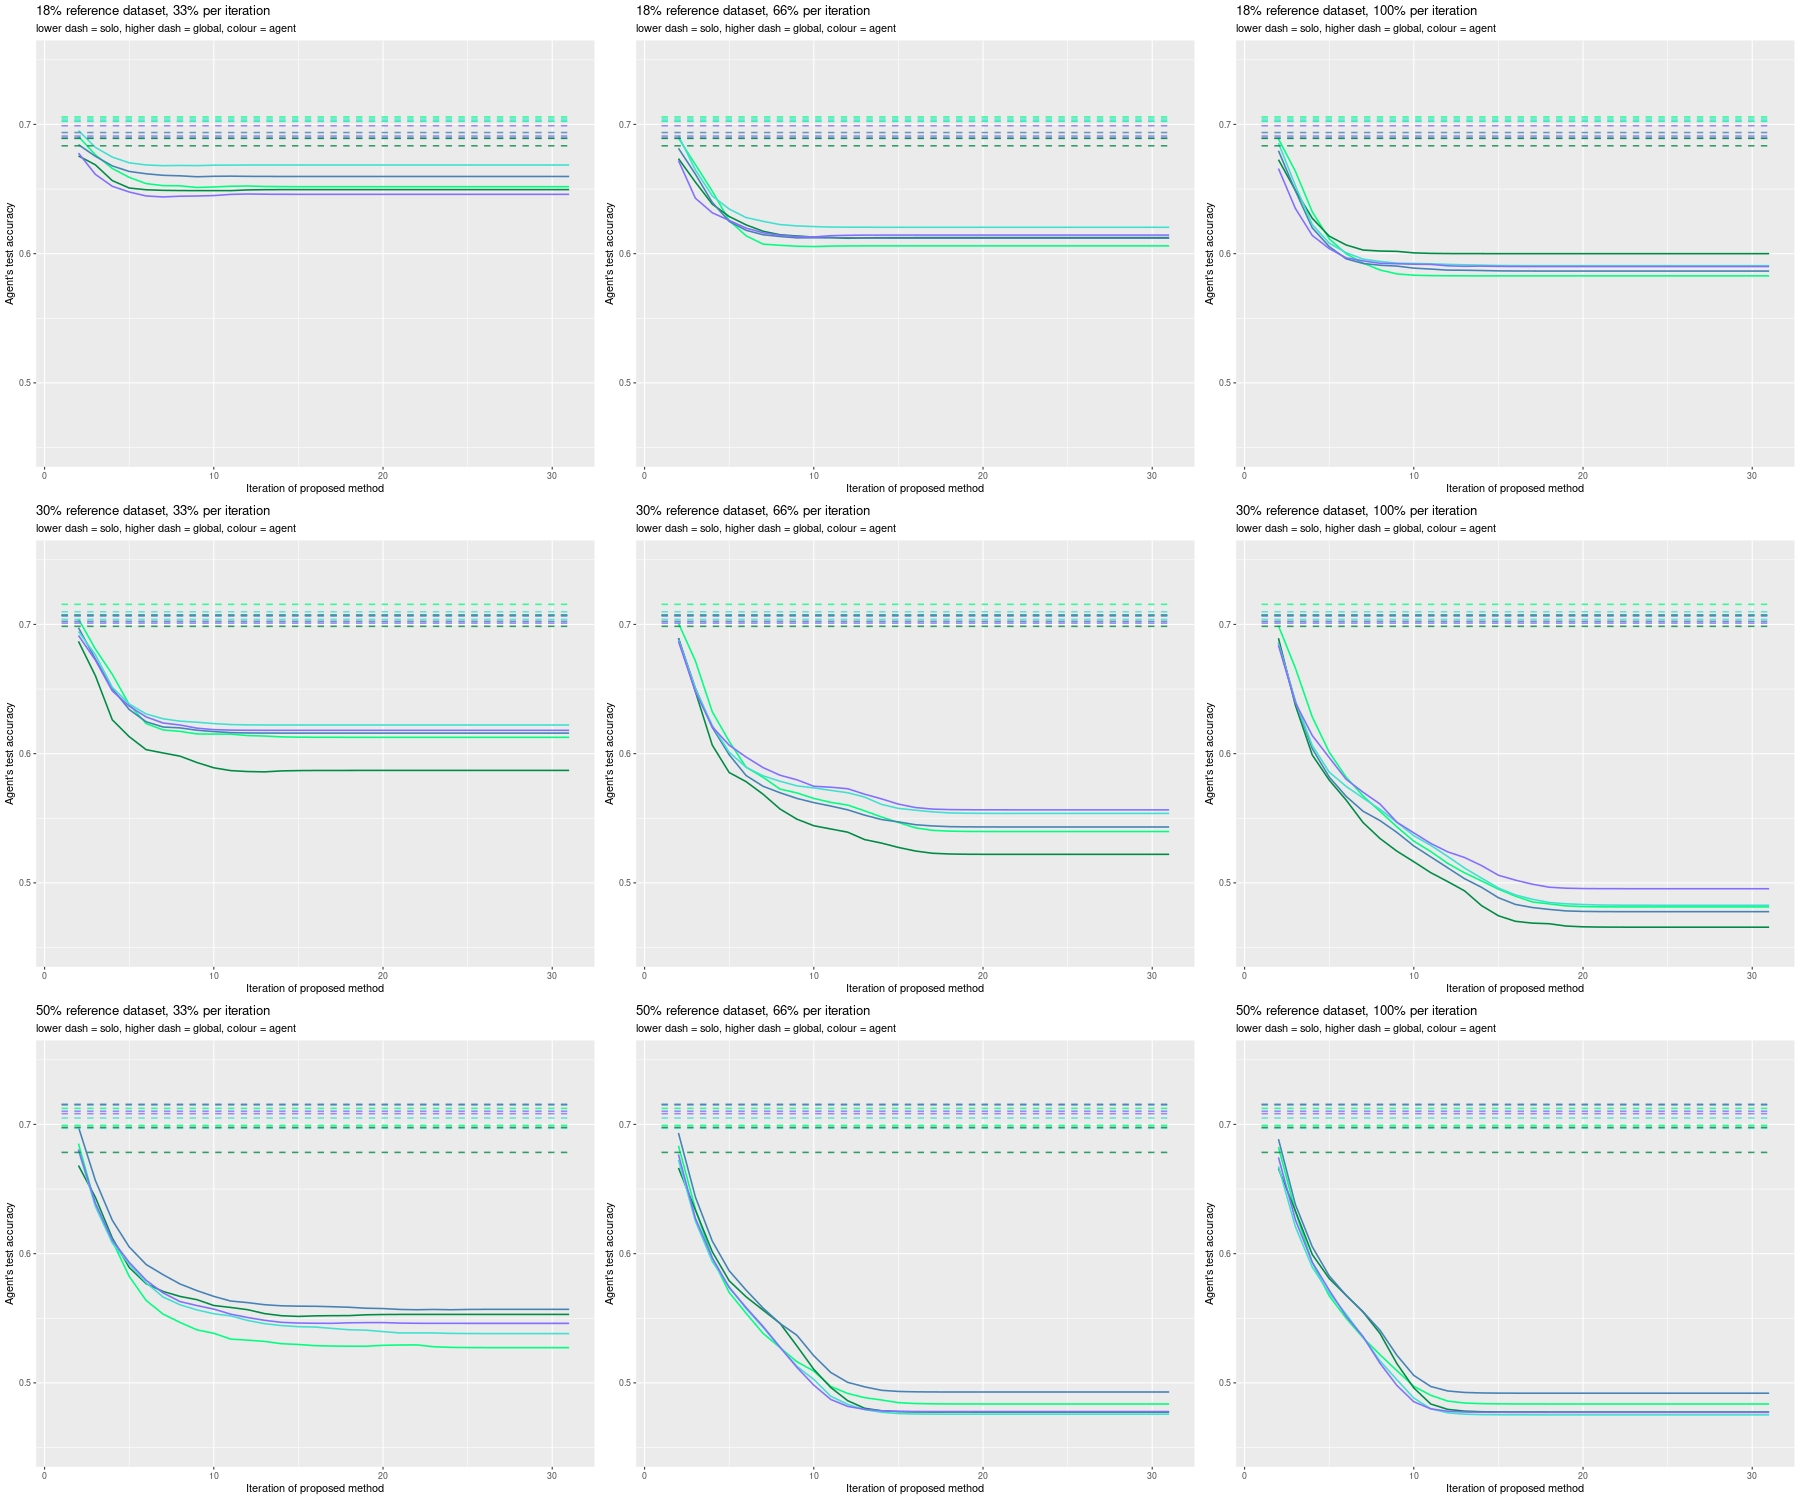 18% reference dataset, 33% per iteration
lower dash = solo, higher dash = global, colour = agent
Agent's test accuracy
0.7
0.6
0.5
0
10
20
30
Iteration of proposed method
18% reference dataset, 66% per iteration
lower dash = solo, higher dash = global, colour = agent
Agent's test accuracy
0.7
0.6
0.5
0
10
20
30
Iteration of proposed method
18% reference dataset, 100% per iteration
lower dash = solo, higher dash = global, colour = agent
Agent's test accuracy
0.7
0.6
0.5
0
10
20
30
Iteration of proposed method
30% reference dataset, 33% per iteration
lower dash = solo, higher dash = global, colour = agent
Agent's test accuracy
0.7
0.6
0.5
0
10
20
30
Iteration of proposed method
30% reference dataset, 66% per iteration
lower dash = solo, higher dash = global, colour = agent
Agent's test accuracy
0.7
0.6
0.5
0
10
20
30
Iteration of proposed method
30% reference dataset, 100% per iteration
lower dash = solo, higher dash = global, colour = agent
Agent's test accuracy
0.7
0.6
0.5
0
10
20
30
Iteration of proposed method
50% reference dataset, 33% per iteration
lower dash = solo, higher dash = global, colour = agent
Agent's test accuracy
0.7
0.6
0.5
0
10
20
30
Iteration of proposed method
50% reference dataset, 66% per iteration
lower dash = solo, higher dash = global, colour = agent
Agent's test accuracy
0.7
0.6
0.5
0
10
20
30
Iteration of proposed method
50% reference dataset, 100% per iteration
lower dash = solo, higher dash = global, colour = agent
Agent's test accuracy
0.7
0.6
0.5
0
10
20
30
Iteration of proposed method